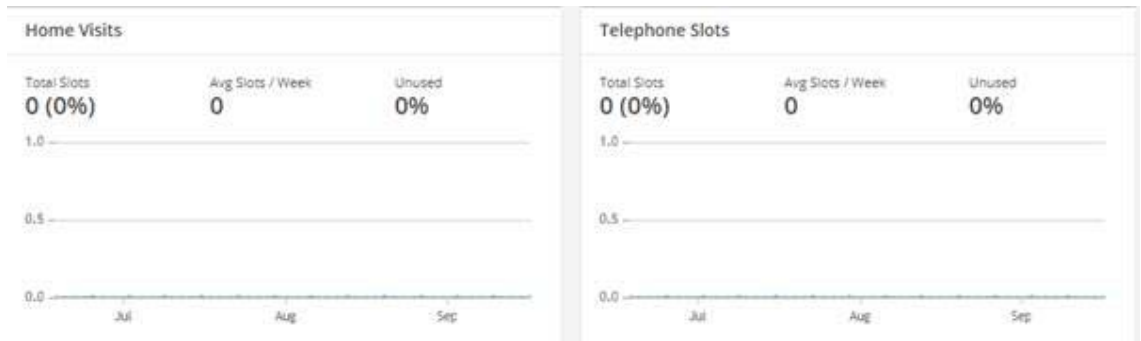 Home Visits
Total Slots Avg Slots / Week Unused
0 (0%) 0 0%
1.0
0.5
0.0
Jul Aug Sep
Telephone Slots
Total Slots Avg Slots / Week Unused
0 (0%) 0 0%
1.0
0.5
0.0
Jul Aug Sep